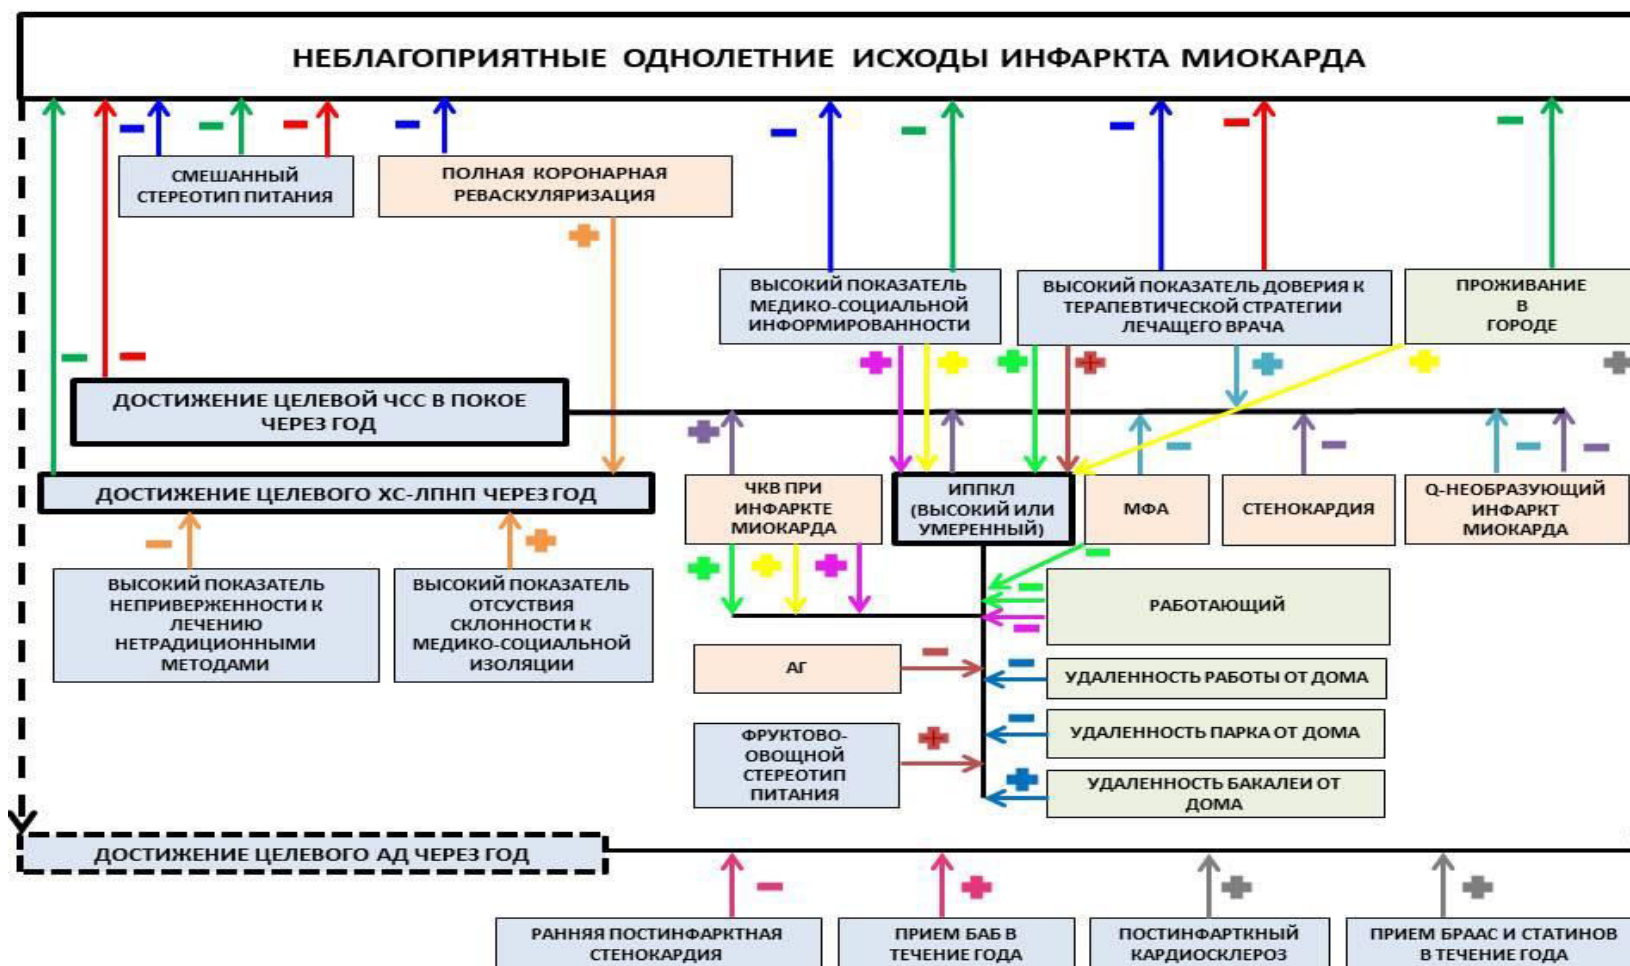 НЕБЛАГОПРИЯТНЫЕ ОДНОЛЕТНИЕ ИСХОДЫ ИНФАРКТА МИОКАРДА
СМЕШАННЫЙ
СТЕРЕОТИП ПИТАНИЯ
ПОЛНАЯ КОРОНАРНАЯ
РЕВАСКУЛЯРИЗАЦИЯ
ВЫСОКИЙ ПОКАЗАТЕЛЬ
МЕДИКО-СОЦИАЛЬНОЙ
ИНФОРМИРОВАННОСТИ
ВЫСОКИЙ ПОКАЗАТЕЛЬ ДОВЕРИЯ К
ТЕРАПЕВТИЧЕСКОЙ СТРАТЕГИИ
ЛЕЧАЩЕГО ВРАЧА
ПРОЖИВАНИЕ
В
ГОРОДЕ
ДОСТИЖЕНИЕ ЦЕЛЕВОЙ ЧСС В ПОКОЕ
ЧЕРЕЗ ГОД
ДОСТИЖЕНИЕ ЦЕЛЕВОГО ХС-ЛПНП ЧЕРЕЗ ГОД
ЧКВ ПРИ
ИНФАРКТЕ
МИОКАРДА
ИППКЛ
(ВЫСОКИЙ ИЛИ
УМЕРЕННЫЙ)
МФА
СТЕНОКАРДИЯ
Q-НЕОБРАЗУЮЩИЙ
ИНФАРКТ
МИОКАРДА
ВЫСОКИЙ ПОКАЗАТЕЛЬ
НЕПРИВЕРЖЕННОСТИ К
ЛЕЧЕНИЮ
НЕТРАДИЦИОННЫМИ
МЕТОДАМИ
ВЫСОКИЙ ПОКАЗАТЕЛЬ
ОТСУСТВИЯ
СКЛОННОСТИ К
МЕДИКО-СОЦИАЛЬНОЙ
ИЗОЛЯЦИИ
РАБОТАЮЩИЙ
АГ
УДАЛЕННОСТЬ РАБОТЫ ОТ ДОМА
ФРУКТОВО-
ОВОЩНОЙ
СТЕРЕОТИП
ПИТАНИЯ
УДАЛЕННОСТЬ ПАРКА ОТ ДОМА
УДАЛЕННОСТЬ БАКАЛЕИ ОТ
ДОМА
ДОСТИЖЕНИЕ ЦЕЛЕВОГО АД ЧЕРЕЗ ГОД
РАННЯЯ ПОСТИНФАРКТНАЯ
СТЕНОКАРДИЯ
ПРИЕМ БАБ В
ТЕЧЕНИЕ ГОДА
ПОСТИНФАРТКНЫЙ
КАРДИОСКЛЕРОЗ
ПРИЕМ БРААС И СТАТИНОВ
В ТЕЧЕНИЕ ГОДА